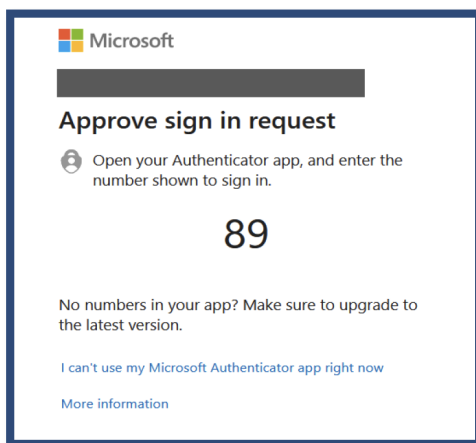 Microsoft
Approve sign in request
Open your Authenticator app, and enter the
number shown to sign in.
89
No numbers in your app? Make sure to upgrade to
the latest version.
I can't use my Microsoft Authenticator app right now
More information